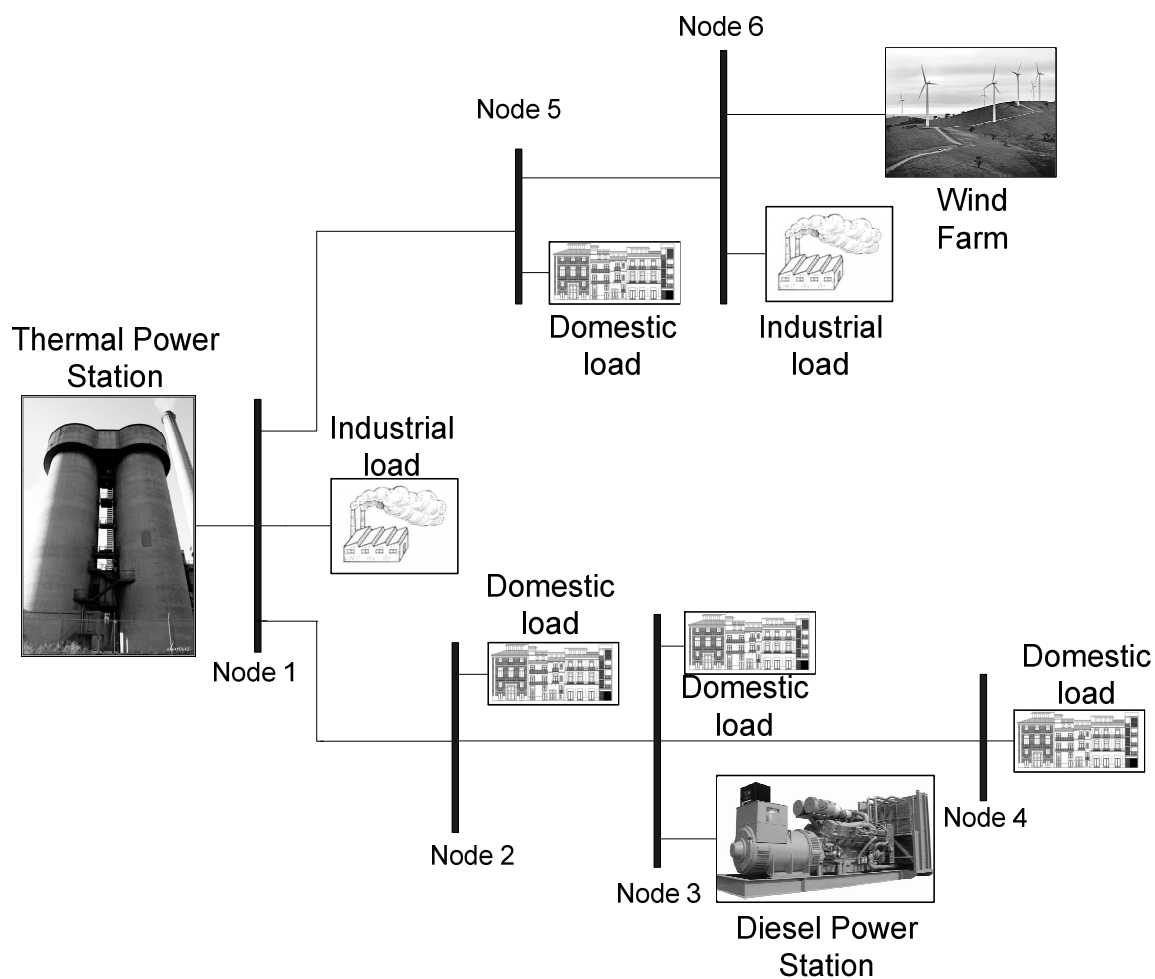 Node 6
Node 5
Wind
Farm
Domestic
load
Industrial
load
Thermal Power
Station
Industrial
load
Node 1
Domestic
load
Domestic
load
Domestic
load
Node 2
Node 3
Node 4
Diesel Power
Station